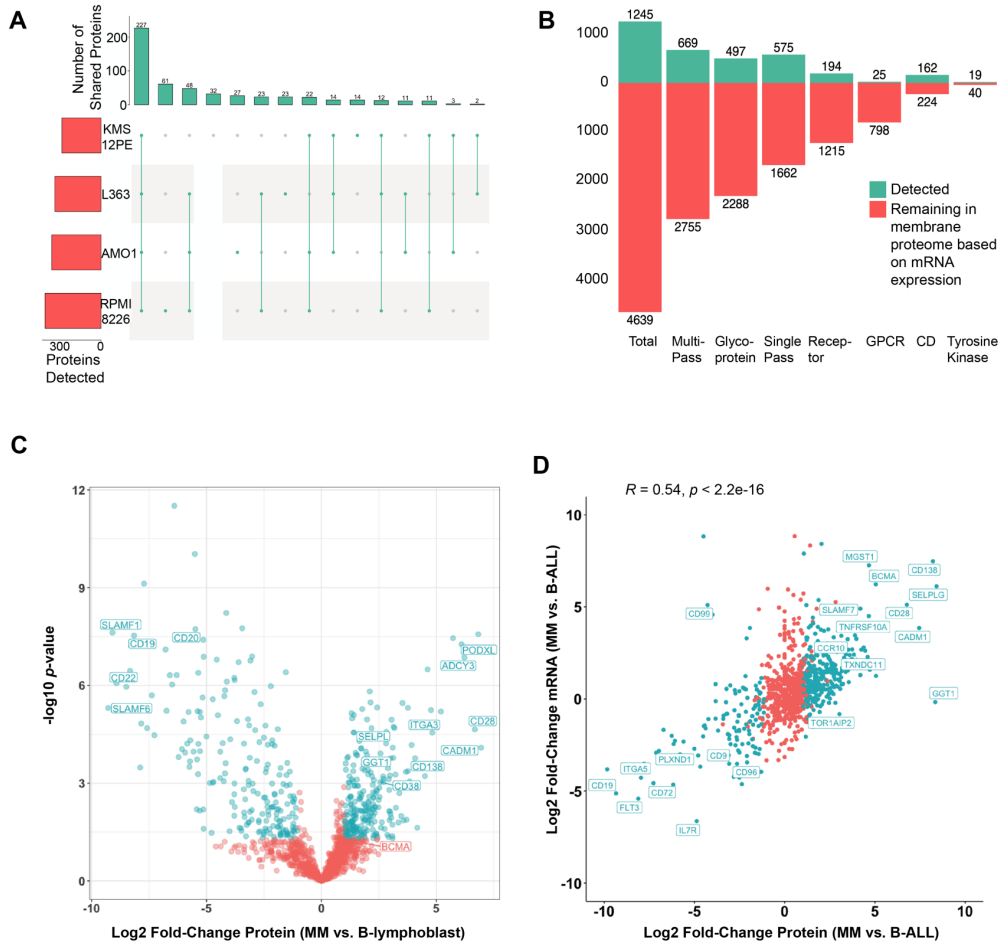 A
Number of
Shared Proteins
200
100
0
227
61
48
32
27
23
23
22
14
14
12
11
11
3
2
KMS
12PE
L363
AMO1
RPMI
8226
300
0
Proteins
Detected
B
1000
0
1000
2000
3000
4000
1245
669
497
575
194
25
162
19
4639
2755
2288
1662
1215
798
224
40
Detected
Remaining in
membrane
proteome based
on mRNA
expression
Total
Multi-
Pass
Glyco-
protein
Single
Pass
Recep-
tor
GPCR
CD
Tyrosine
Kinase
C
-log10 p-value
12
9
6
3
0
SLAMF1
CD19
CD20
CD22
SLAMF6
PODXL
ADCY3
CD28
ITGA3
SELPL
CADM1
GGT1
CD138
CD38
BCMA
-10
-5
0
5
Log2 Fold-Change Protein (MM vs. B-lymphoblast)
D
R = 0.54, p < 2.2e-16
Log2 Fold-Change mRNA (MM vs. B-ALL)
10
5
0
-5
-10
MGST1
CD138
BCMA
SELPLG
CD99
SLAMF7
CD28
TNFRSF10A
CADM1
CCR10
TXNDC11
GGT1
TOR1AIP2
PLXND1
CD9
ITGA5
CD96
CD19
CD72
FLT3
IL7R
-10
-5
0
5
10
Log2 Fold-Change Protein (MM vs. B-ALL)